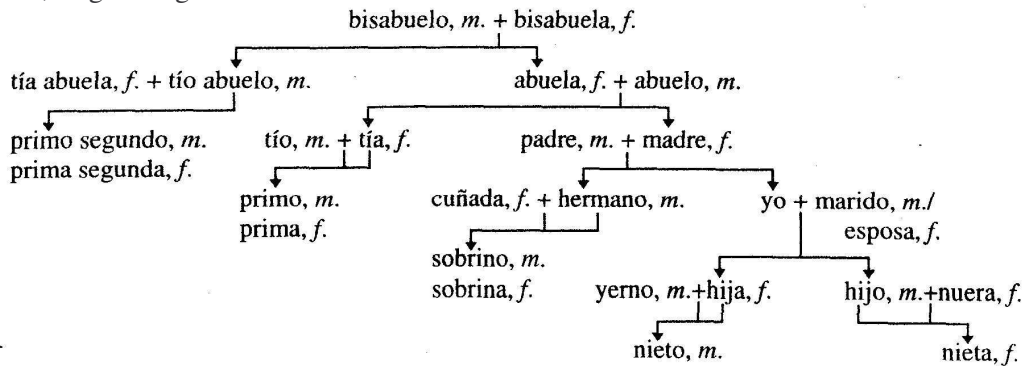 bisabuelo, m. + bisabuela, f.
tía abuela, f. + tío abuelo, m. abuela, f. + abuelo, m.
primo segundo, m. tío, m. + tía, f. padre, m. + madre, f.
prima segunda, f.
primo, m. cuñada, f. + hermano, m. yo + marido, m./
prima, f. esposa, f.
sobrino, m.
sobrina, f. yerno, m.+hija, f. hijo, m.+nuera, f.
nieto, m. nieta, f.